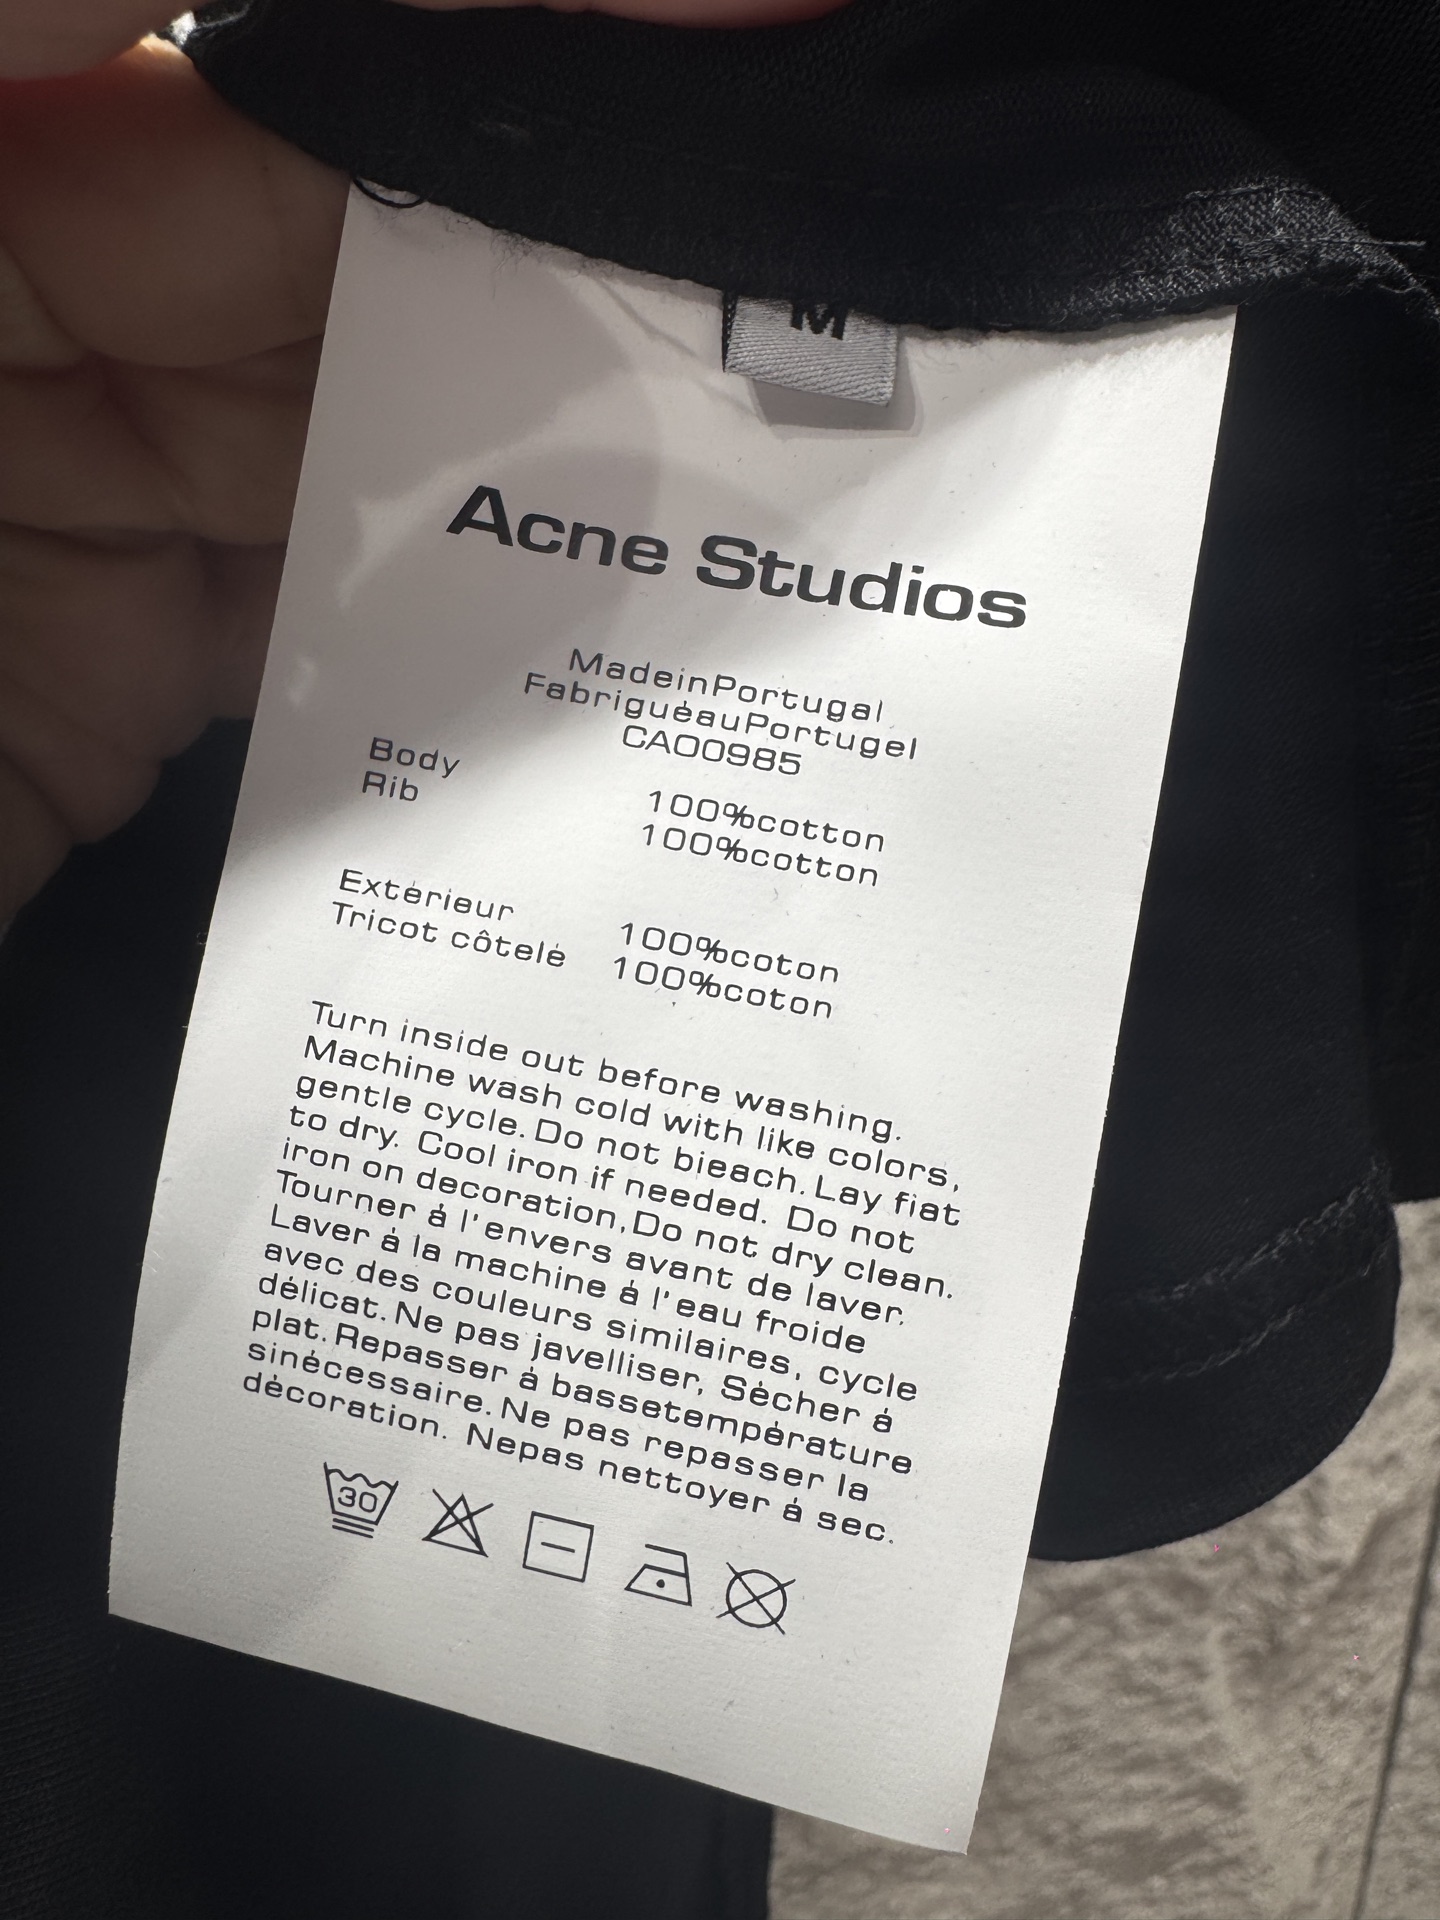 M
Acne Studios
MadeinPortugal
FabriguéauPortugel
CA00985
Body 100%cotton
Rib 100%cotton
Extérieur 100%coton
Tricot côtelé 100%coton
Turn inside out before washing.
Machine wash cold with like colors,
gentle cycle. Do not bieach. Lay fiat
to dry. Cool iron if needed. Do not
iron on decoration,Do not dry clean.
Tourner á l'envers avant de laver.
Laver á la machine á l'eau froide
avec des couleurs similaires, cycle
délicat. Ne pas javelliser, Sécher á
plat. Repasser á bassetempérature
sinécessaire. Ne pas repasser la
décoration. Nepas nettoyer á sec.
30